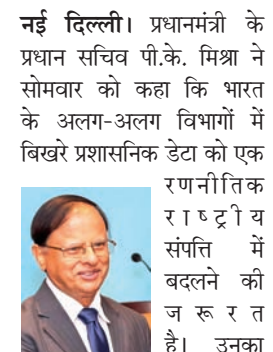 नई दिल्ली। प्रधानमंत्री के
प्रधान सचिव पी.के. मिश्रा ने
सोमवार को कहा कि भारत
के अलग-अलग विभागों में
बिखरे प्रशासनिक डेटा को एक
रणनीतिक
राष्ट्रीय
संपत्ति में
बदलने की
जरूरत
है। उनका